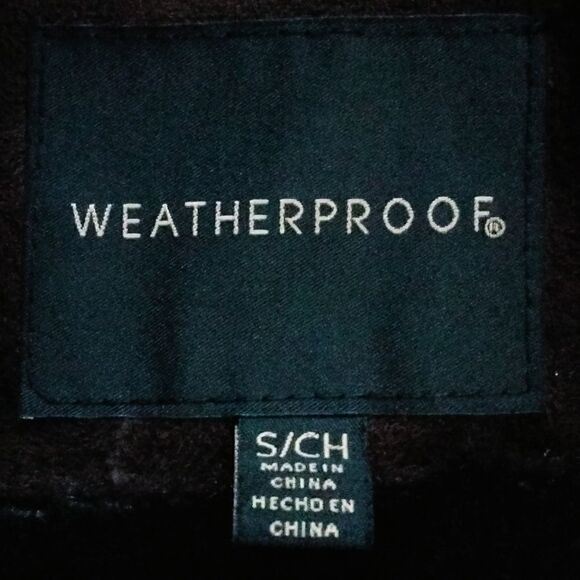 WEATHERPROOF®
S/CH
MADE IN
CHINA
HECHO EN
CHINA